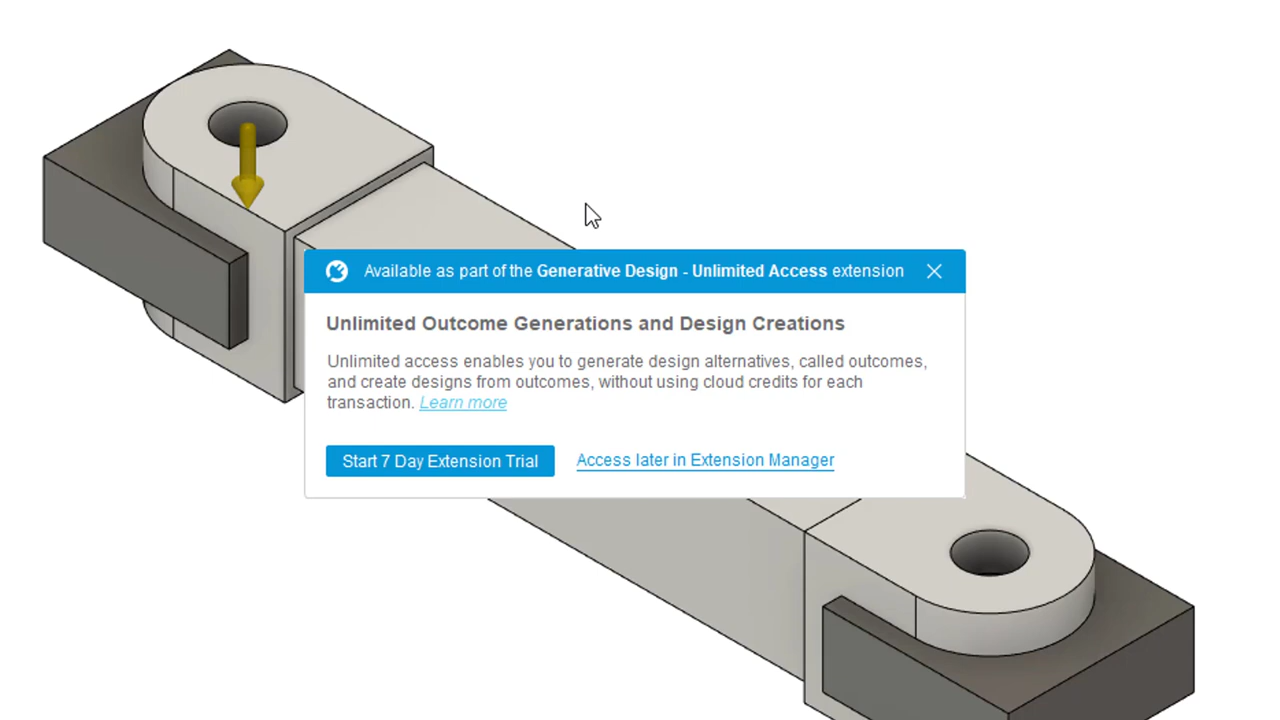 Available as part of the Generative Design - Unlimited Access extension
Unlimited Outcome Generations and Design Creations
Unlimited access enables you to generate design alternatives, called outcomes,
and create designs from outcomes, without using cloud credits for each
transaction. Learn more
Start 7 Day Extension Trial
Access later in Extension Manager